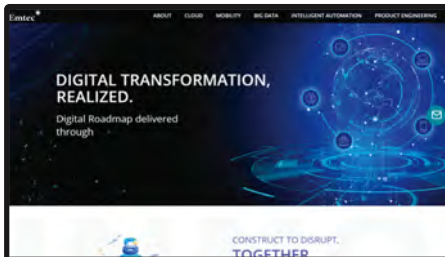 Emtec
ABOUT CLOUD MOBILITY BIG DATA INTELLIGENT AUTOMATION PRODUCT ENGINEERING
DIGITAL TRANSFORMATION,
REALIZED.
Digital Roadmap delivered
through
CONSTRUCT TO DISRUPT,
TOGETHER